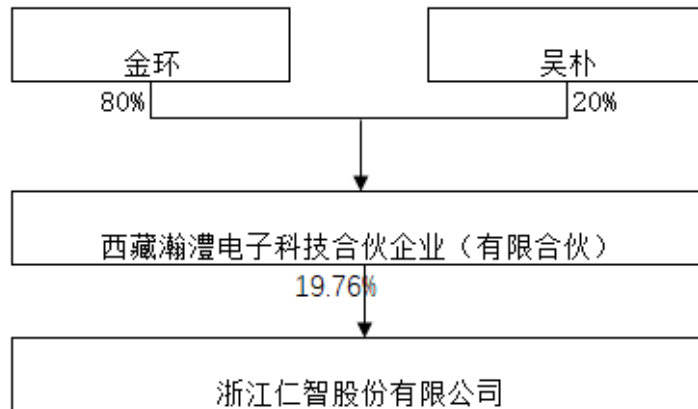 金环
吴朴
80%
20%
西藏瀚澧电子科技合伙企业（有限合伙）
19.76%
浙江仁智股份有限公司